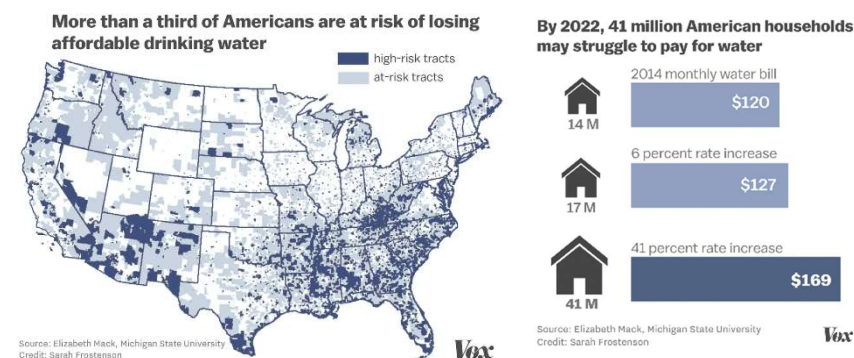 More than a third of Americans are at risk of losing
affordable drinking water
high-risk tracts
at-risk tracts
Source: Elizabeth Mack, Michigan State University
Credit: Sarah Frostenson
Vox
By 2022, 41 million American households
may struggle to pay for water
2014 monthly water bill
$120
14 M
6 percent rate increase
$127
17 M
41 percent rate increase
$169
41 M
Source: Elizabeth Mack, Michigan State University
Credit: Sarah Frostenson
Vox